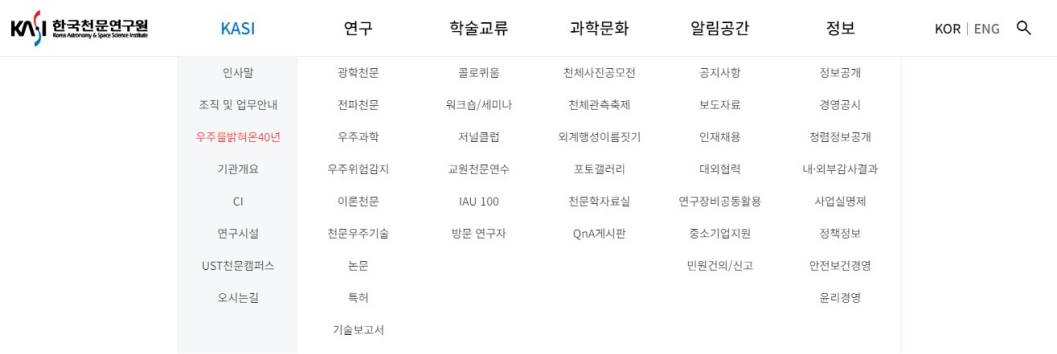 KASI 한국천문연구원
Korea Astronomy & Space Science Institute
KASI 연구 학술교류 과학문화 알림공간 정보 KOR | ENG
인사말 광학천문 콜로퀴움 천체사진공모전 공지사항 정보공개
조직 및 업무안내 전파천문 워크숍/세미나 천체관측축제 보도자료 경영공시
우주를밝혀온40년 우주과학 저널클럽 외계행성이름짓기 인재채용 청렴정보공개
기관개요 우주위험감지 교원천문연수 포토갤러리 대외협력 내·외부감사결과
CI 이론천문 IAU 100 천문학자료실 연구장비공동활용 사업실명제
연구시설 천문우주기술 방문 연구자 QnA게시판 중소기업지원 정책정보
UST천문캠퍼스 논문 민원건의/신고 안전보건경영
오시는길 특허 윤리경영
기술보고서